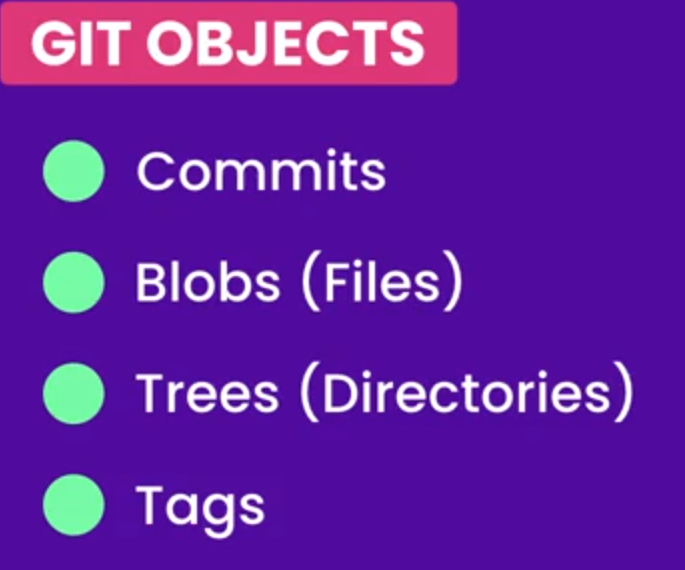 GIT OBJECTS
Commits
Blobs (Files)
Trees (Directories)
Tags